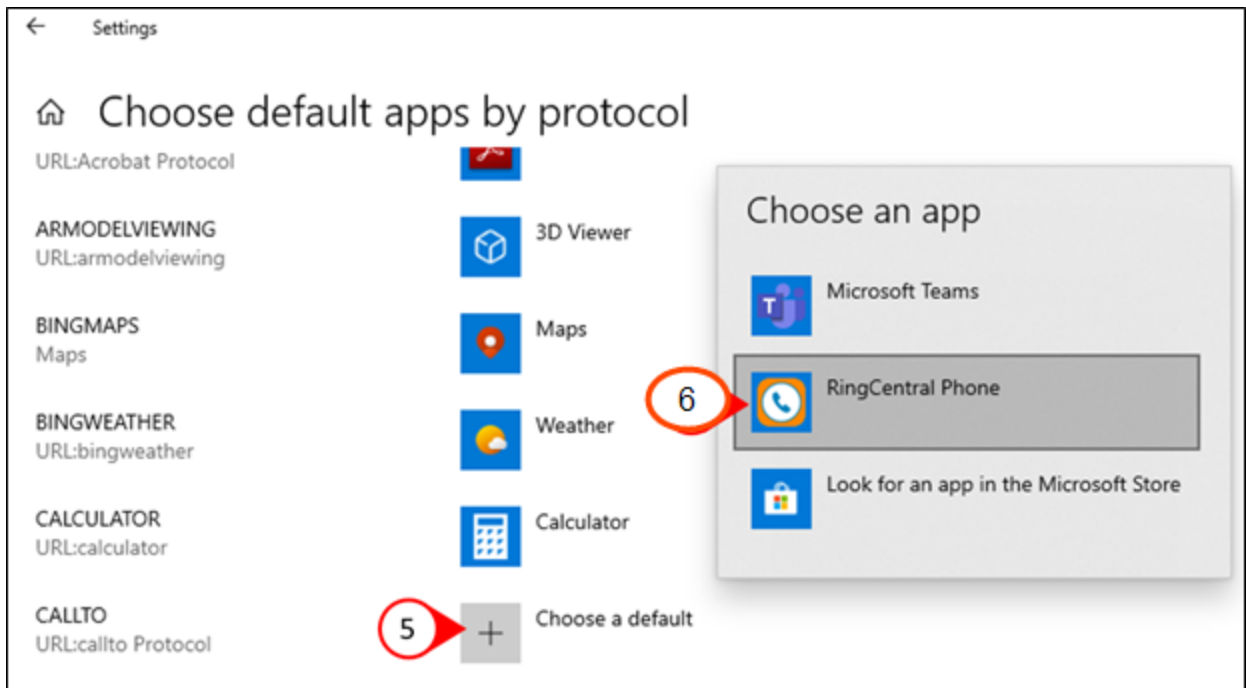 Settings
Choose default apps by protocol
URL:Acrobat Protocol
ARMODELVIEWING
URL:armodelviewing
3D Viewer
BINGMAPS
Maps
Maps
BINGWEATHER
URL:bingweather
Weather
CALCULATOR
URL:calculator
Calculator
CALLTO
URL:callto Protocol
5
Choose a default
Choose an app
T
Microsoft Teams
6
RingCentral Phone
Look for an app in the Microsoft Store